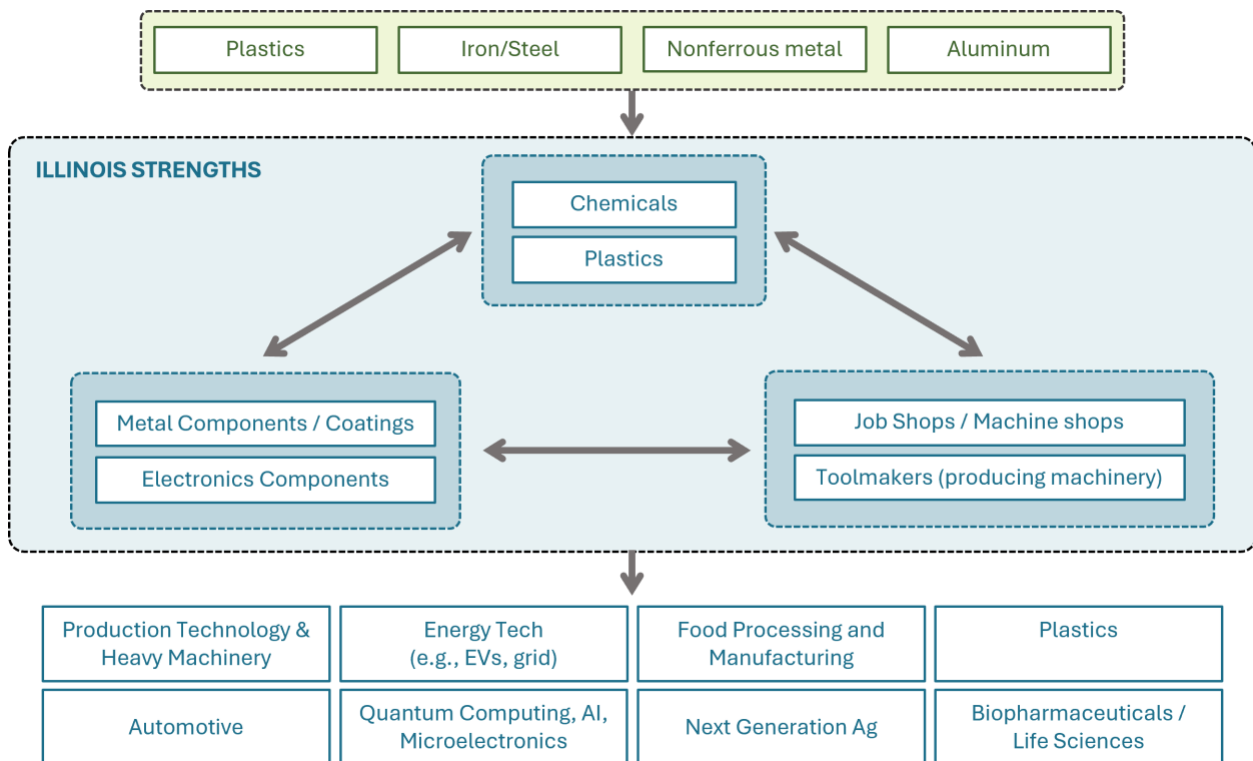 Plastics
Iron/Steel
Nonferrous metal
Aluminum
ILLINOIS STRENGTHS
Chemicals
Plastics
Metal Components / Coatings
Electronics Components
Job Shops / Machine shops
Toolmakers (producing machinery)
Production Technology &
Heavy Machinery
Energy Tech
(e.g., EVs, grid)
Food Processing and
Manufacturing
Plastics
Automotive
Quantum Computing, AI,
Microelectronics
Next Generation Ag
Biopharmaceuticals /
Life Sciences